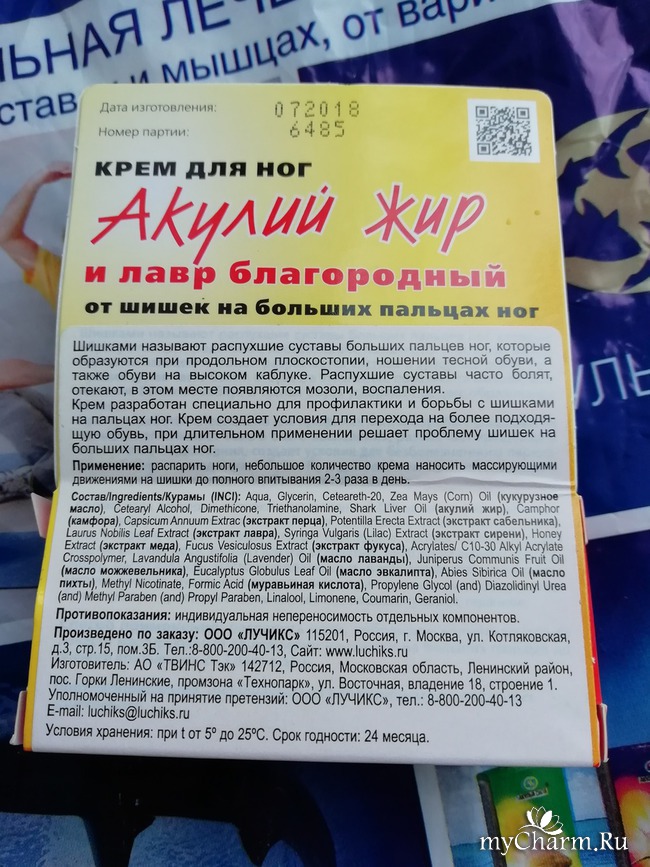 ЬНАЯ ЛЕЧЕ
став и мышцах, от вари
Дата изготовления: 072018
Номер партии: 6485
КРЕМ ДЛЯ НОГ
Акулий жир
и лавр благородный
от шишек на больших пальцах ног
Шишками называют распухшие суставы больших пальцев ног, которые
образуются при продольном плоскостопии, ношении тесной обуви, а
также обуви на высоком каблуке. Распухшие суставы часто болят,
отекают, в этом месте появляются мозоли, воспаления.
Крем разработан специально для профилактики и борьбы с шишками
на пальцах ног. Крем создает условия для перехода на более подходя-
щую обувь, при длительном применении решает проблему шишек на
больших пальцах ног.
Применение: распарить ноги, небольшое количество крема наносить массирующими
движениями на шишки до полного впитывания 2-3 раза в день.
Состав/Ingredients/Курамы (INCI): Aqua, Glycerin, Ceteareth-20, Zea Mays (Corn) Oil (кукурузное
масло), Cetearyl Alcohol, Dimethicone, Triethanolamine, Shark Liver Oil (акулий жир), Camphor
(камфора), Capsicum Annuum Extrac (экстракт перца), Potentilla Erecta Extract (экстракт сабельника),
Laurus Nobilis Leaf Extract (экстракт лавра), Syringa Vulgaris (Lilac) Extract (экстракт сирени), Honey
Extract (экстракт меда), Fucus Vesiculosus Extract (экстракт фукуса), Acrylates/ C10-30 Alkyl Acrylate
Crosspolymer, Lavandula Angustifolia (Lavender) Oil (масло лаванды), Juniperus Communis Fruit Oil
(масло можжевельника), Eucalyptus Globulus Leaf Oil (масло эвкалипта), Abies Sibirica Oil (масло
пихты), Methyl Nicotinate, Formic Acid (муравьиная кислота), Propylene Glycol (and) Diazolidinyl Urea
(and) Methyl Paraben (and) Propyl Paraben, Linalool, Limonene, Coumarin, Geraniol.
Противопоказания: индивидуальная непереносимость отдельных компонентов.
Произведено по заказу: ООО «ЛУЧИКС» 115201, Россия, г. Москва, ул. Котляковская,
д.3, стр.15, пом.3Б. Тел.:8-800-200-40-13, Сайт: www.luchiks.ru
Изготовитель: АО «ТВИНС Тэк» 142712, Россия, Московская область, Ленинский район,
пос. Горки Ленинские, промзона «Технопарк», ул. Восточная, владение 18, строение 1.
Уполномоченный на принятие претензий: ООО «ЛУЧИКС», тел.: 8-800-200-40-13
E-mail: luchiks@luchiks.ru
Условия хранения: при t от 5º до 25ºС. Срок годности: 24 месяца.
УЛЬ
myCharm.Ru